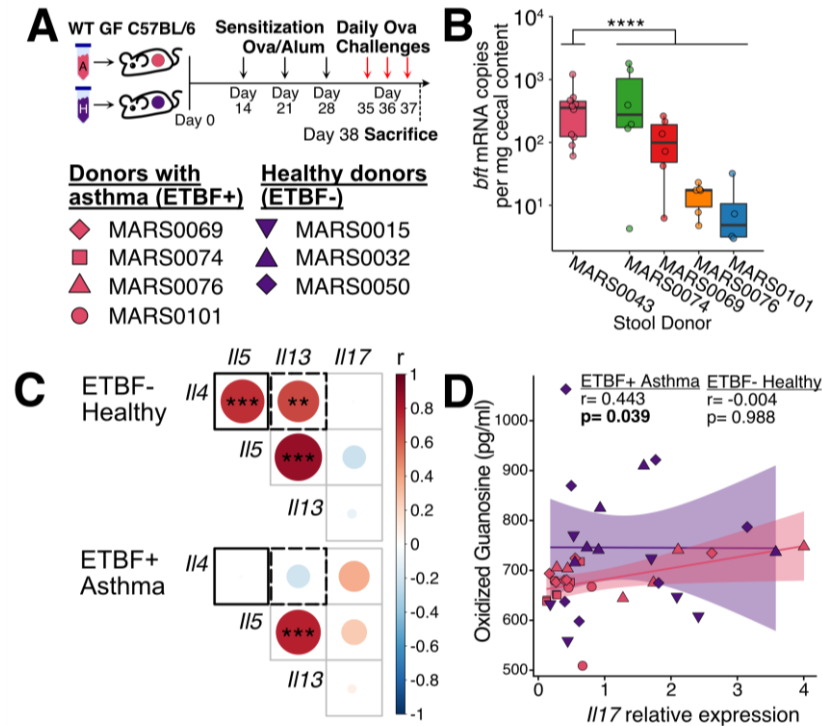 A
WT GF C57BL/6
A
H
Sensitization
Ova/Alum
Daily Ova
Challenges
Day 0
Day
14
Day
21
Day
28
Day
35 36 37
Day 38 Sacrifice
Donors with
asthma (ETBF+)
MARS0069
MARS0074
MARS0076
MARS0101
Healthy donors
(ETBF-)
MARS0015
MARS0032
MARS0050
B
bft mRNA copies
per mg cecal content
10⁴
10³
10²
10¹
****
MARS0043
MARS0074
MARS0069
MARS0076
MARS0101
Stool Donor
C
ETBF-
Healthy
Il5
Il13
Il17
Il4
***
**
Il5
***
Il13
ETBF+
Asthma
Il4
Il5
***
Il13
r
1
0.8
0.6
0.4
0.2
0
-0.2
-0.4
-0.6
-0.8
-1
D
ETBF+ Asthma
r= 0.443
p= 0.039
ETBF- Healthy
r= -0.004
p= 0.988
Oxidized Guanosine (pg/ml)
1000
900
800
700
600
500
0
1
2
3
4
Il17 relative expression